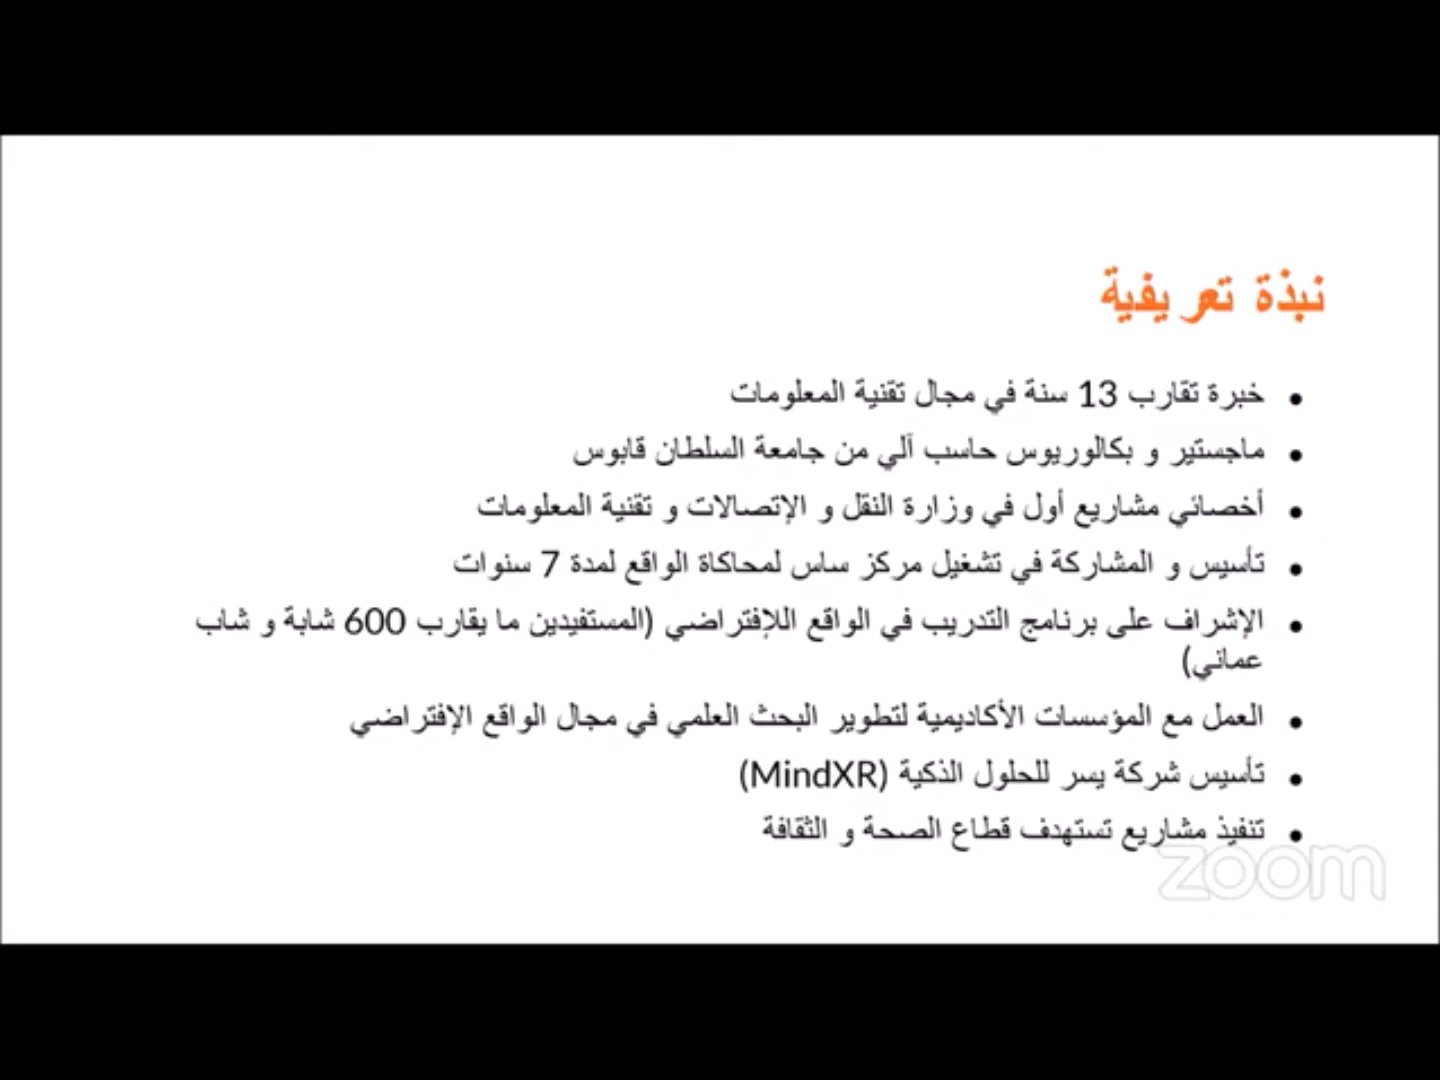 نبذة تعريفية
• خبرة تقارب 13 سنة في مجال تقنية المعلومات
• ماجستير و بكالوريوس حاسب آلي من جامعة السلطان قابوس
• أخصائي مشاريع أول في وزارة النقل و الإتصالات و تقنية المعلومات
• تأسيس و المشاركة في تشغيل مركز ساس لمحاكاة الواقع لمدة 7 سنوات
• الإشراف على برنامج التدريب في الواقع اللإفتراضي (المستفيدين ما يقارب 600 شابة و شاب
عماني)
• العمل مع المؤسسات الأكاديمية لتطوير البحث العلمي في مجال الواقع الإفتراضي
• تأسيس شركة يسر للحلول الذكية (MindXR)
• تنفيذ مشاريع تستهدف قطاع الصحة و الثقافة
zoom